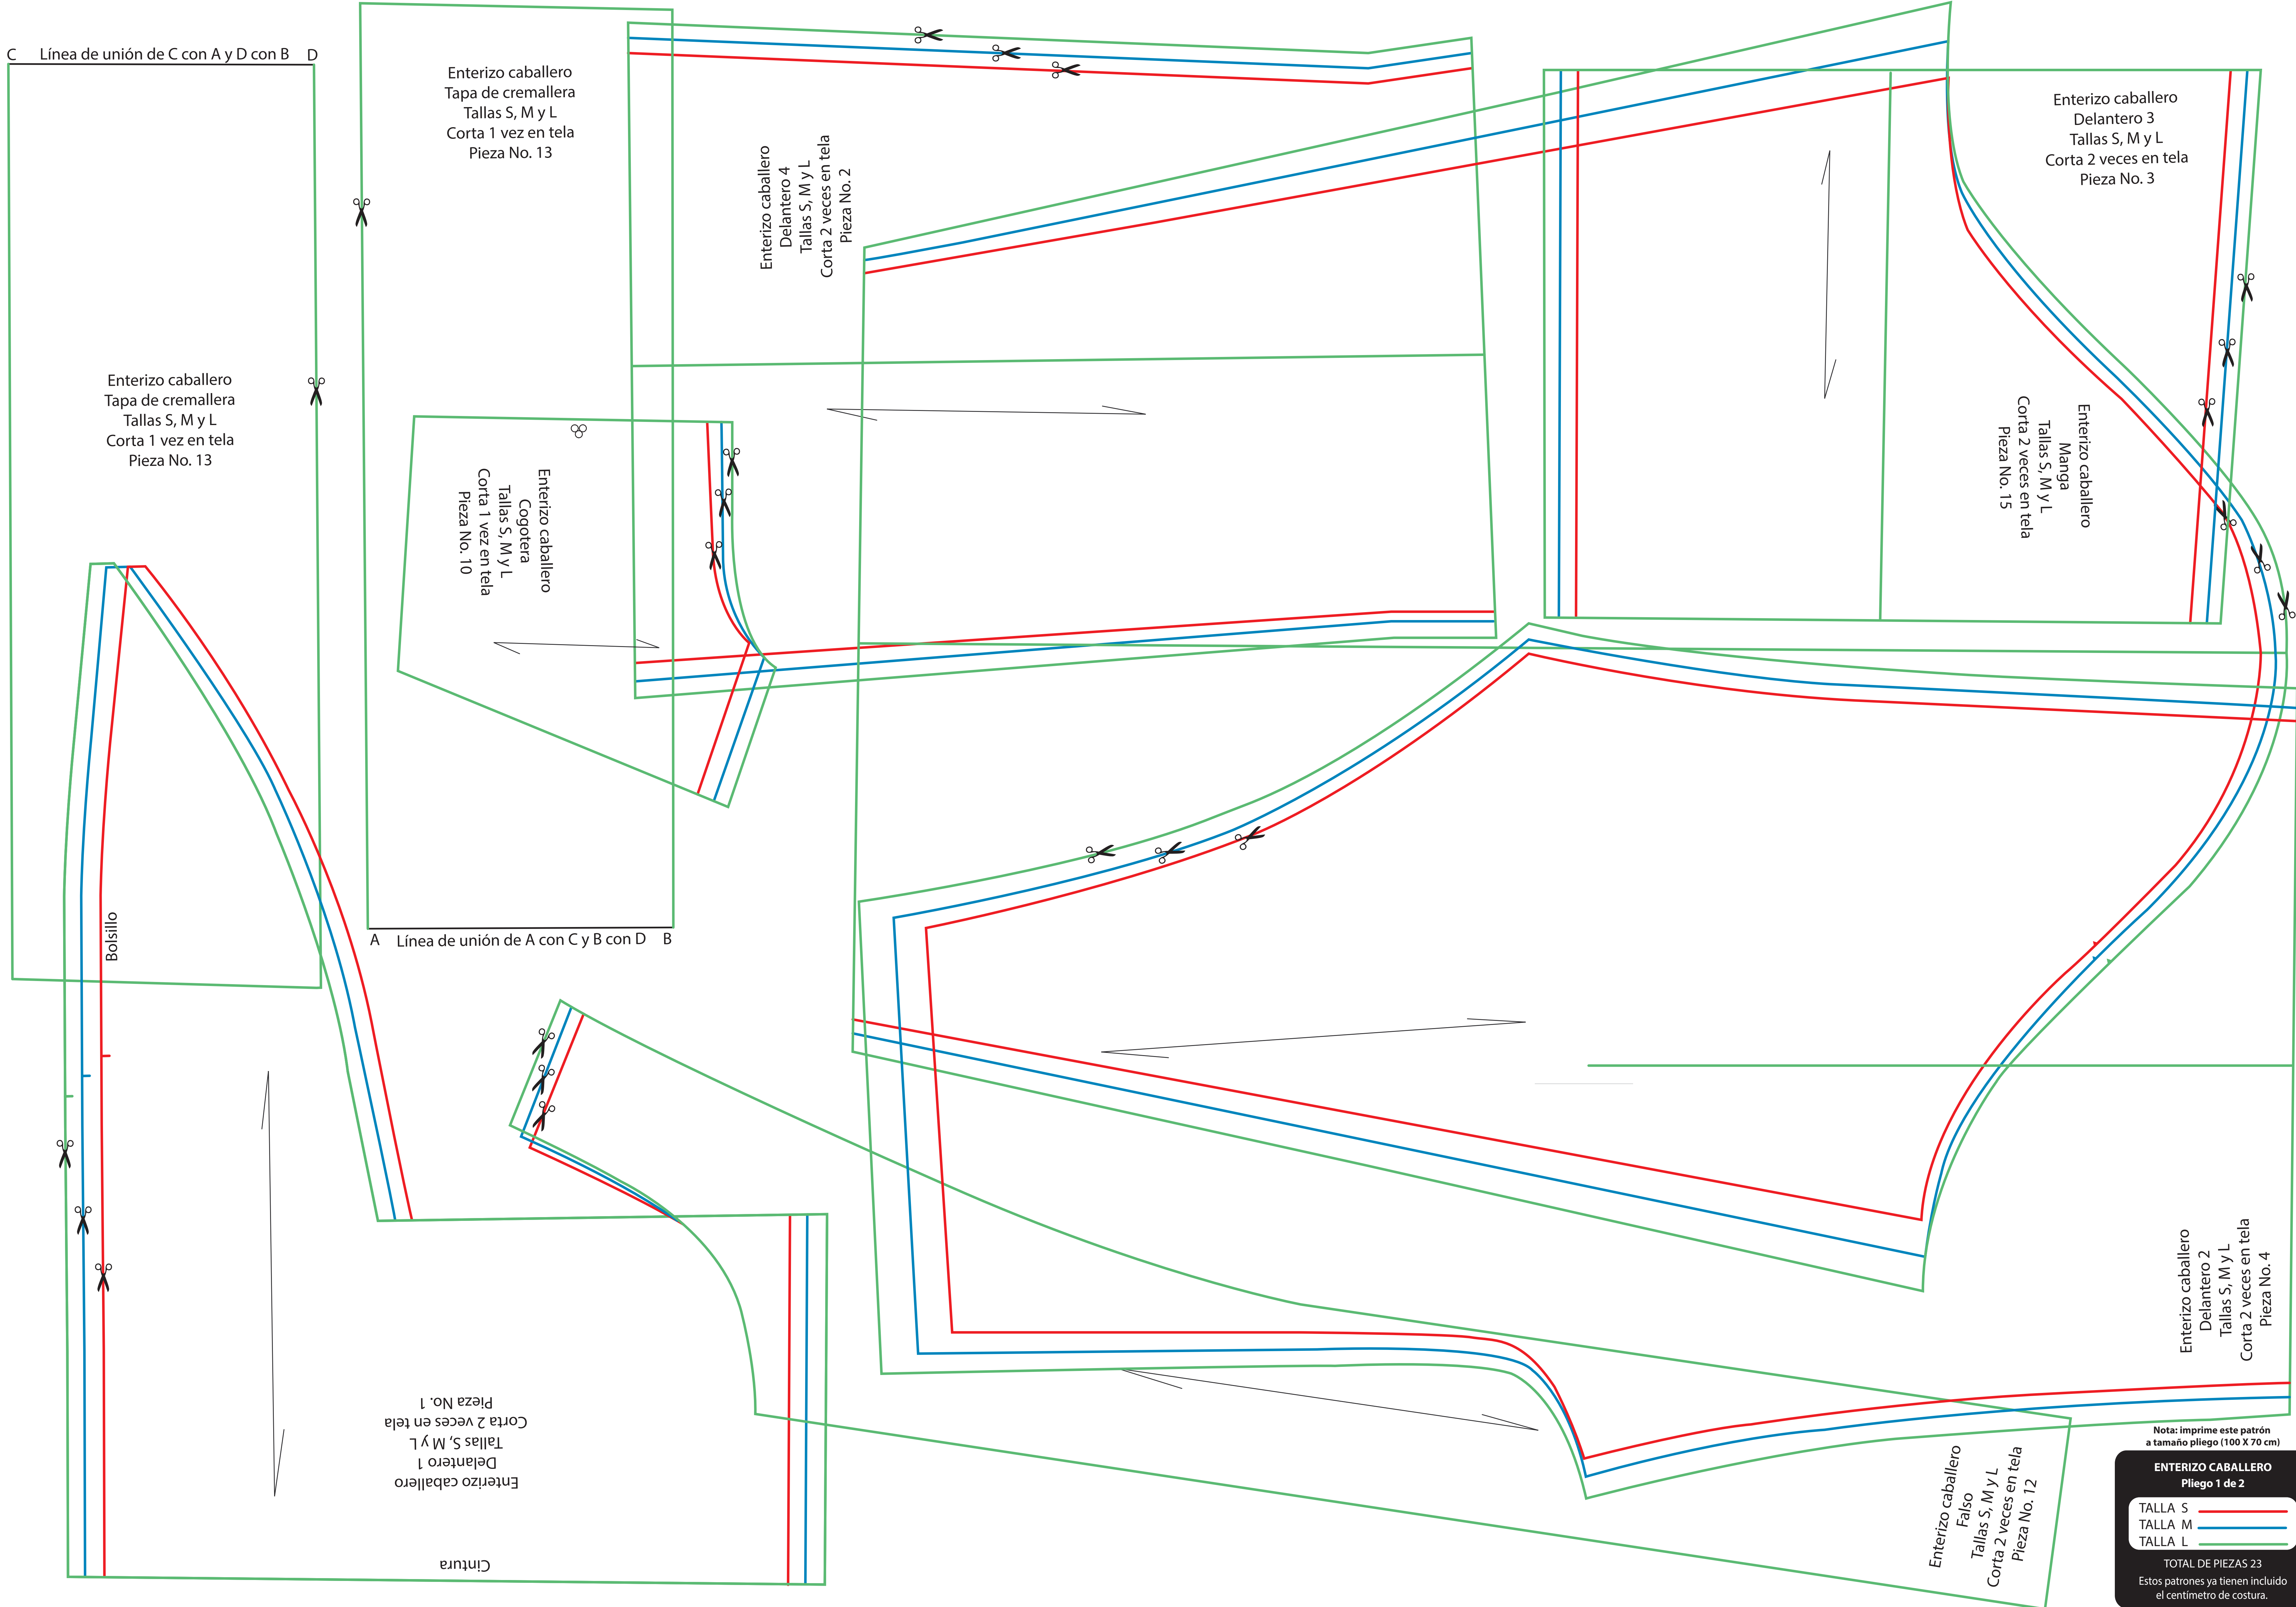 C Línea de unión de C con A y D con B D
Enterizo caballero
Tapa de cremallera
Tallas S, M y L
Corta 1 vez en tela
Pieza No. 13
Enterizo caballero
Tapa de cremallera
Tallas S, M y L
Corta 1 vez en tela
Pieza No. 13
A Línea de unión de A con C y B con D B
Enterizo caballero
Delantero 4
Tallas S, M y L
Corta 2 veces en tela
Pieza No. 2
Enterizo caballero
Delantero 3
Tallas S, M y L
Corta 2 veces en tela
Pieza No. 3
Enterizo caballero
Cogotera
Tallas S, M y L
Corta 1 vez en tela
Pieza No. 10
Enterizo caballero
Manga
Tallas S, M y L
Corta 2 veces en tela
Pieza No. 15
Bolsillo
Enterizo caballero
Delantero 1
Tallas S, M y L
Corta 2 veces en tela
Pieza No. 1
Cintura
Enterizo caballero
Delantero 2
Tallas S, M y L
Corta 2 veces en tela
Pieza No. 4
Enterizo caballero
Falso
Tallas S, M y L
Corta 2 veces en tela
Pieza No. 12
Nota: imprime este patrón
a tamaño pliego (100 X 70 cm)
ENTERIZO CABALLERO
Pliego 1 de 2
TALLA S
TALLA M
TALLA L
TOTAL DE PIEZAS 23
Estos patrones ya tienen incluido
el centímetro de costura.